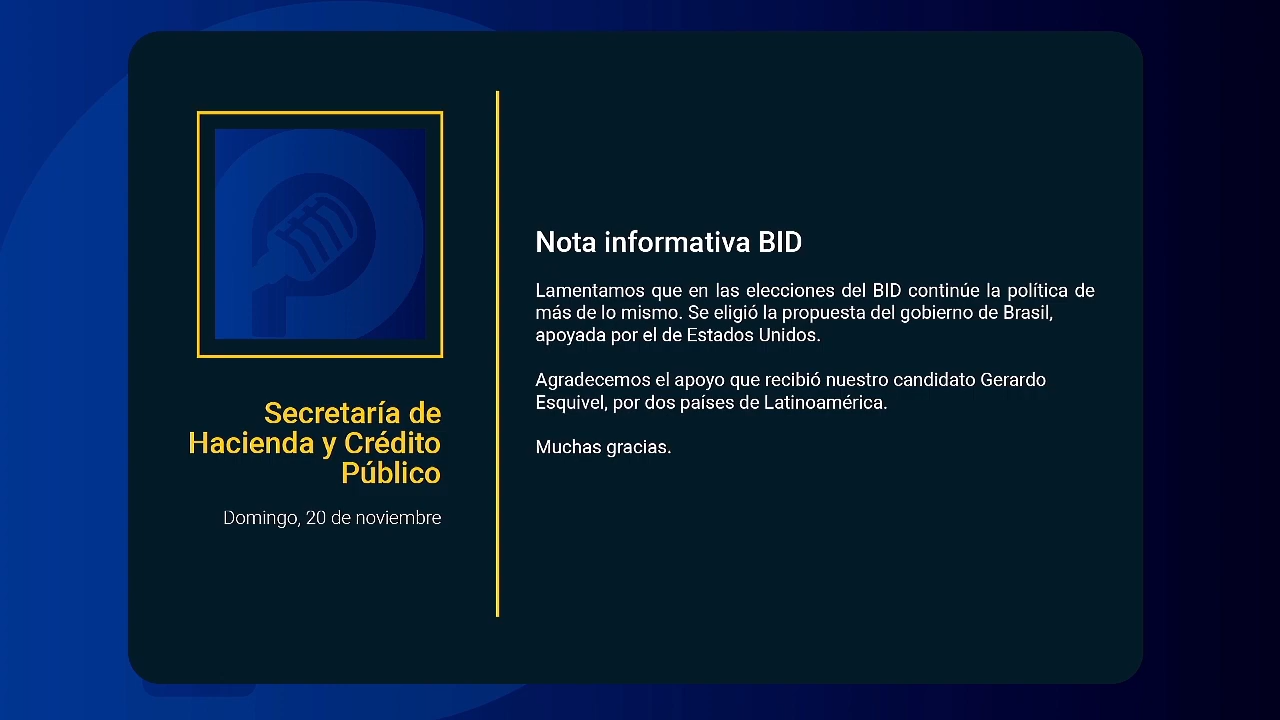 Secretaría de
Hacienda y Crédito
Público
Domingo, 20 de noviembre
Nota informativa BID
Lamentamos que en las elecciones del BID continúe la política de
más de lo mismo. Se eligió la propuesta del gobierno de Brasil,
apoyada por el de Estados Unidos.
Agradecemos el apoyo que recibió nuestro candidato Gerardo
Esquivel, por dos países de Latinoamérica.
Muchas gracias.